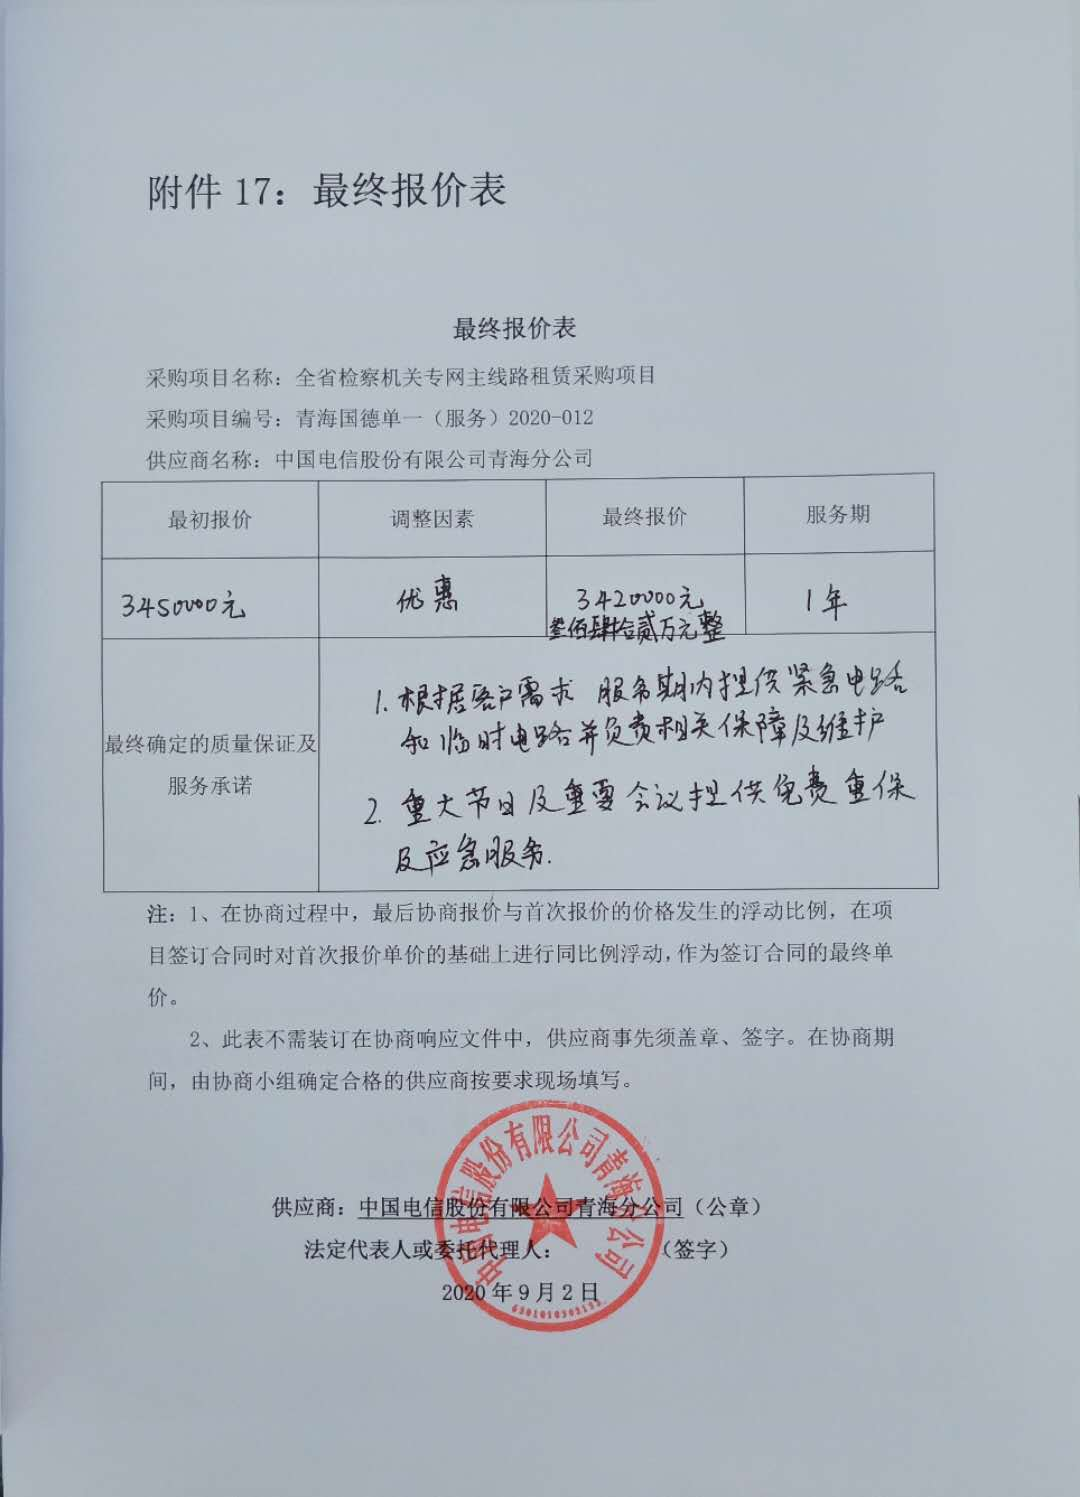 附件 17：最终报价表
最终报价表
采购项目名称：全省检察机关专网主线路租赁采购项目
采购项目编号：青海国德单一（服务）2020-012
供应商名称：中国电信股份有限公司青海分公司
最初报价 调整因素 最终报价 服务期
3450000元 优惠 3420000元 1年
叁佰肆拾贰万元整
最终确定的质量保证及
服务承诺
1.根据客户需求 服务期内提供紧急电路
和临时电路并负责相关保障及维护
2.重大节日及重要会议提供免费重保
及应急服务.
注：1、在协商过程中，最后协商报价与首次报价的价格发生的浮动比例，在项
目签订合同时对首次报价单价的基础上进行同比例浮动，作为签订合同的最终单
价。
2、此表不需装订在协商响应文件中，供应商事先须盖章、签字。在协商期
间，由协商小组确定合格的供应商按要求现场填写。
供应商：中国电信股份有限公司青海分公司（公章）
法定代表人或委托代理人： （签字）
2020 年 9 月 2 日
中国电信股份有限公司青海分公司